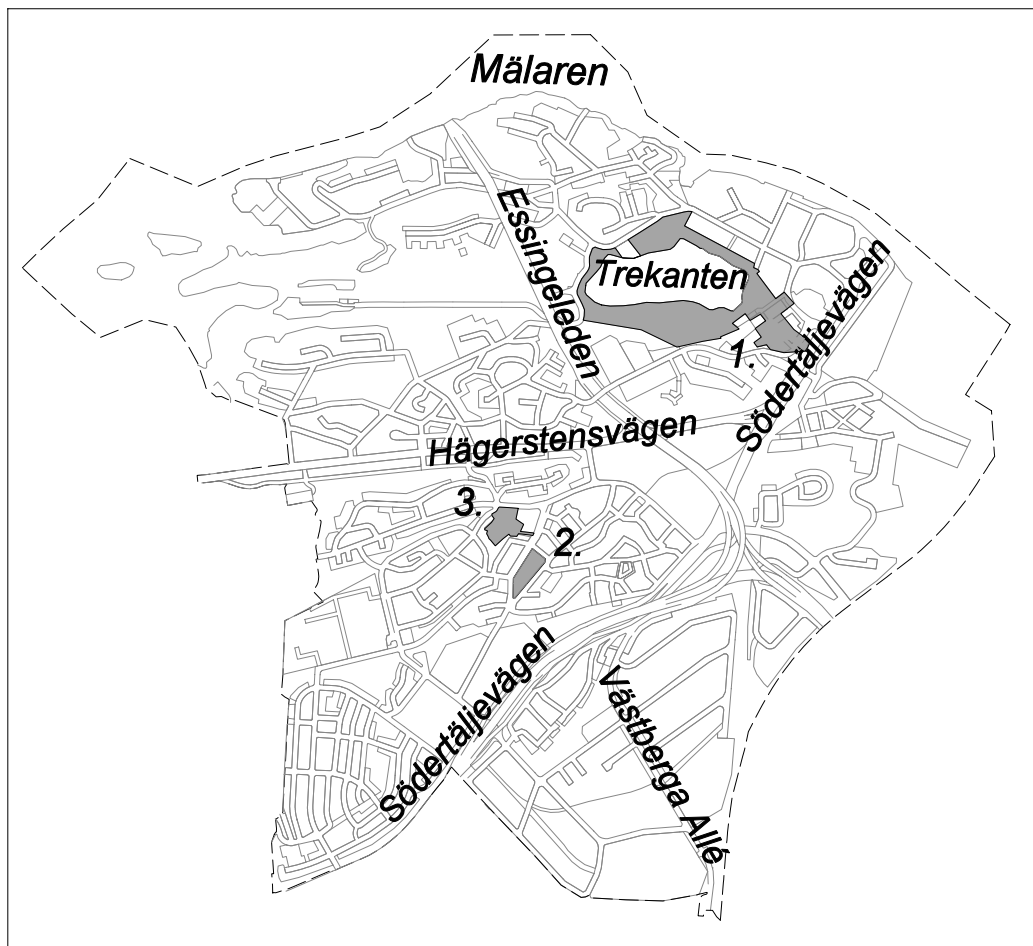 Mälaren
Essingeleden
Trekanten
Södertäljevägen
1.
Hägerstensvägen
3.
2.
Södertäljevägen
Västberga Allé